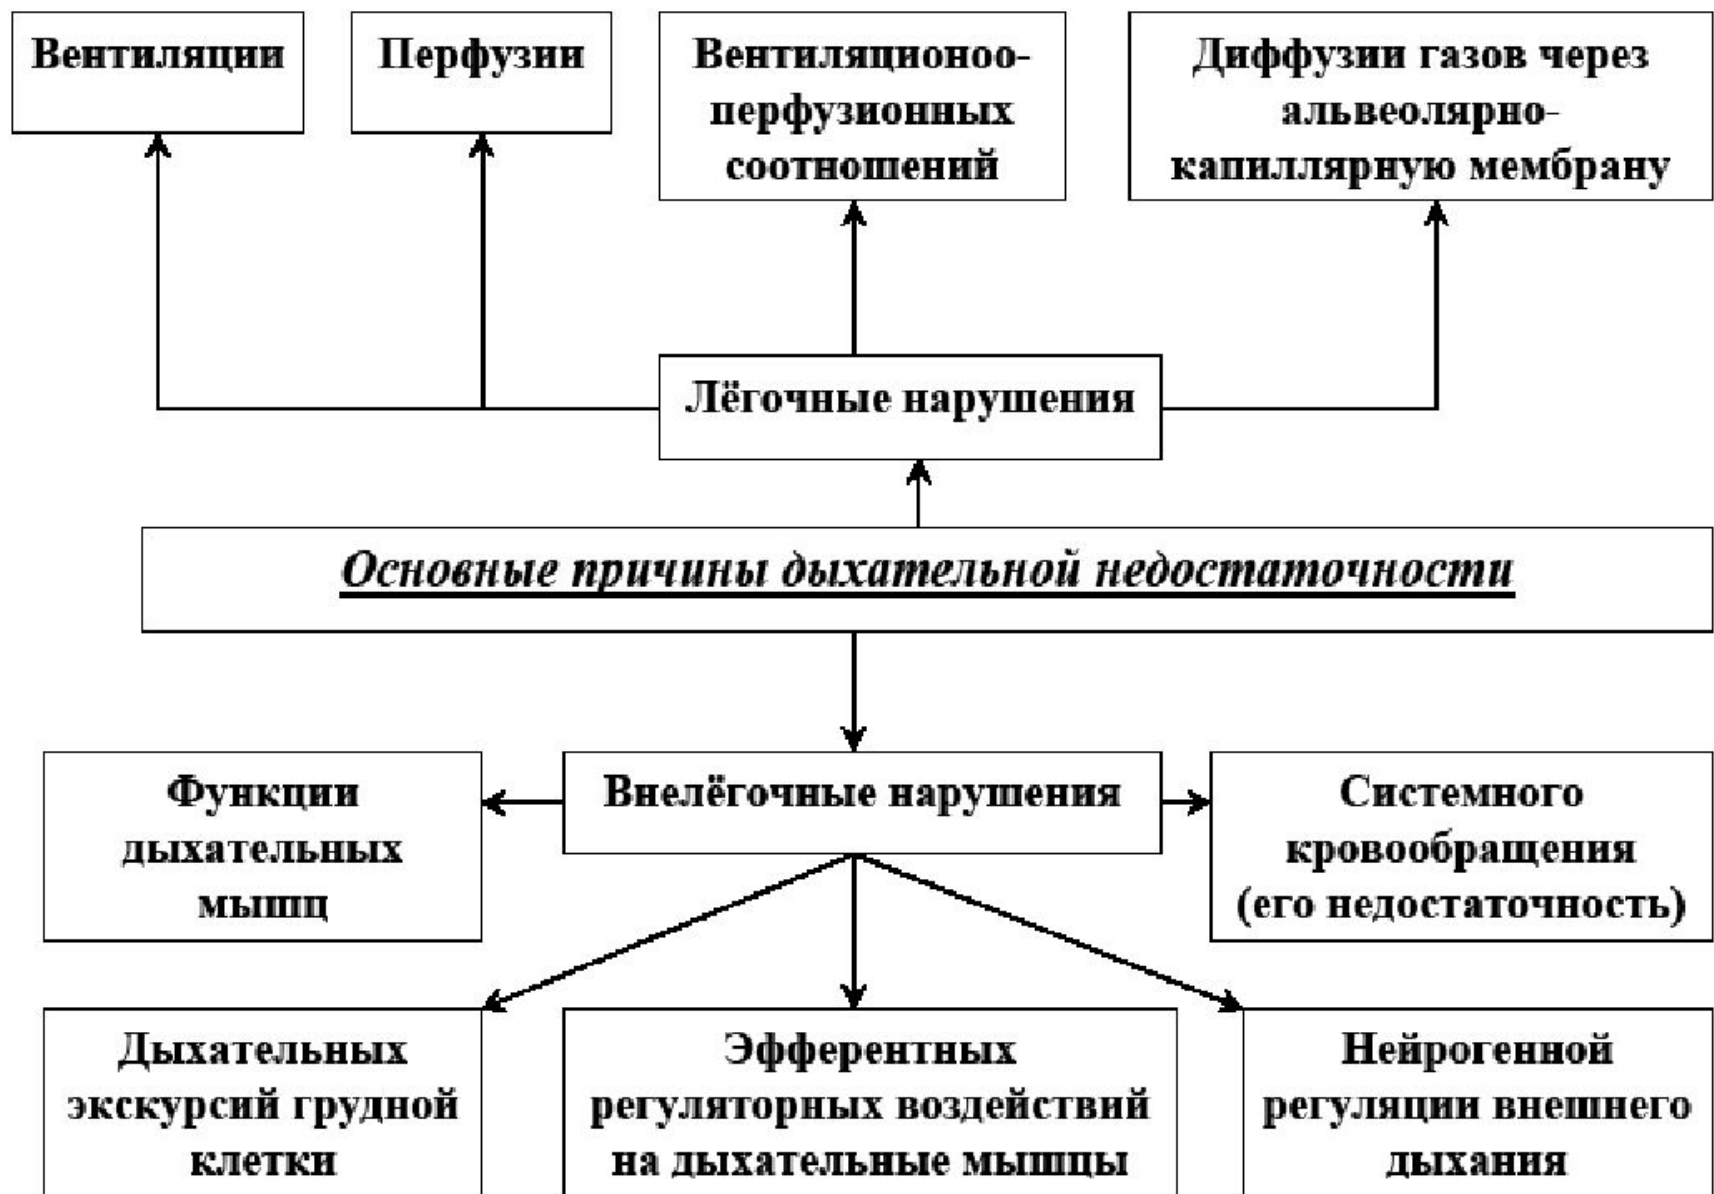 Вентиляции
Перфузии
Вентиляционоо-
перфузионных
соотношений
Диффузии газов через
альвеолярно-
капиллярную мембрану
Лёгочные нарушения
Основные причины дыхательной недостаточности
Функции
дыхательных
мышц
Внелёгочные нарушения
Системного
кровообращения
(его недостаточность)
Дыхательных
экскурсий грудной
клетки
Эфферентных
регуляторных воздействий
на дыхательные мышцы
Нейрогенной
регуляции внешнего
дыхания